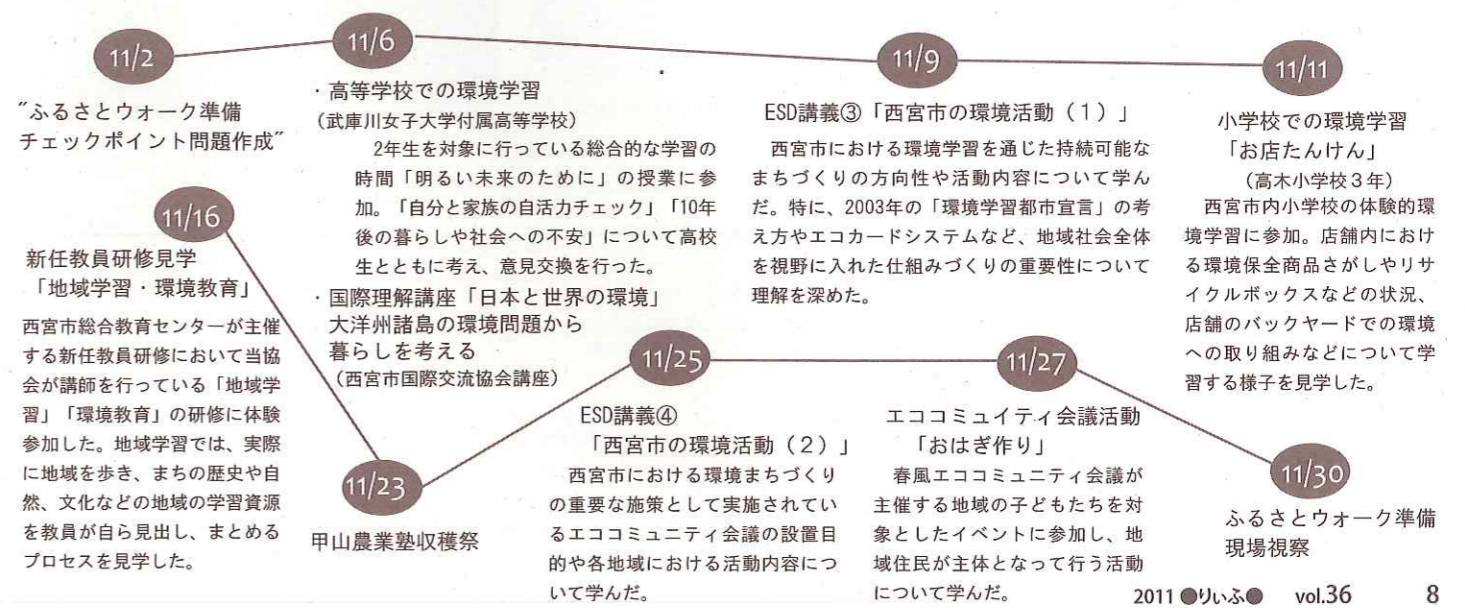 11/2
"ふるさとウォーク準備
チェックポイント問題作成"
11/6
・高等学校での環境学習
(武庫川女子大学付属高等学校)
2年生を対象に行っている総合的な学習の
時間「明るい未来のために」の授業に参
加。「自分と家族の自活力チェック」「10年
後の暮らしや社会への不安」について高校
生とともに考え、意見交換を行った。
・国際理解講座「日本と世界の環境」
大洋州諸島の環境問題から
暮らしを考える
(西宮市国際交流協会講座)
11/9
ESD講義③「西宮市の環境活動(1)」
西宮市における環境学習を通じた持続可能な
まちづくりの方向性や活動内容について学ん
だ。特に、2003年の「環境学習都市宣言」の考
え方やエコカードシステムなど、地域社会全体
を視野に入れた仕組みづくりの重要性について
理解を深めた。
11/11
小学校での環境学習
「お店たんけん」
(高木小学校3年)
西宮市内小学校の体験的環
境学習に参加。店舗内におけ
る環境保全商品さがしやリサ
イクルボックスなどの状況、
店舗のバックヤードでの環境
への取り組みなどについて学
習する様子を見学した。
11/16
新任教員研修見学
「地域学習・環境教育」
西宮市総合教育センターが主催
する新任教員研修において当協
会が講師を行っている「地域学
習」「環境教育」の研修に体験
参加した。地域学習では、実際
に地域を歩き、まちの歴史や自
然、文化などの地域の学習資源
を教員が自ら見出し、まとめる
プロセスを見学した。
11/23
甲山農業塾収穫祭
11/25
ESD講義④
「西宮市の環境活動(2)」
西宮市における環境まちづくり
の重要な施策として実施されてい
るエココミュニティ会議の設置目
的や各地域における活動内容につ
いて学んだ。
11/27
エココミュイティ会議活動
「おはぎ作り」
春風エココミュニティ会議が
主催する地域の子どもたちを対
象としたイベントに参加し、地
域住民が主体となって行う活動
について学んだ。
11/30
ふるさとウォーク準備
現場視察
2011 ●りぃふ● vol.36 8